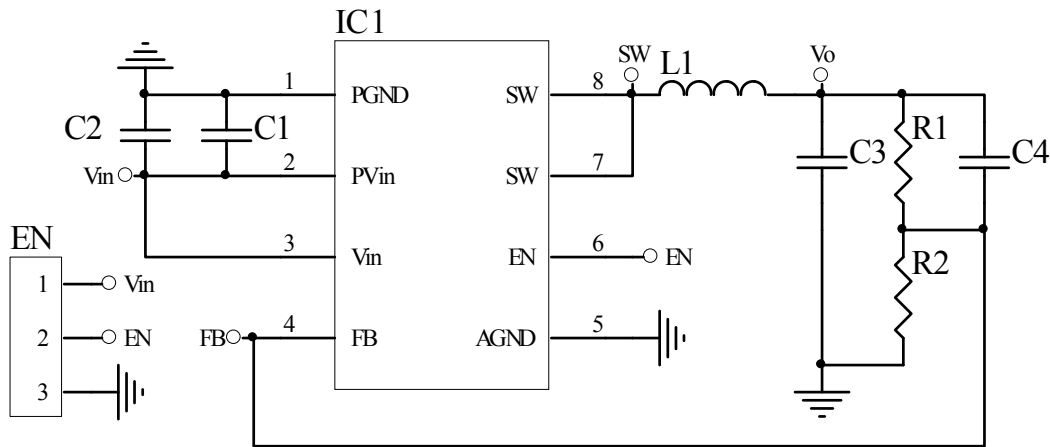 IC1
SW
L1
Vo
1
PGND
SW
8
C2
C1
C3
R1
C4
Vin
2
PVin
SW
7
EN
3
Vin
EN
6
EN
R2
1
Vin
2
EN
3
FB
4
FB
AGND
5